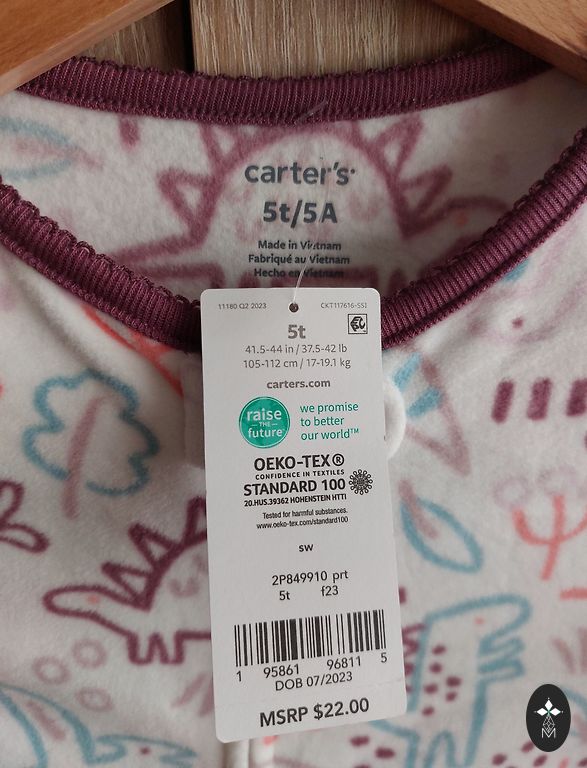 carter's®
5t/5A
Made in Vietnam
Fabriqué au Vietnam
Hecho en Vietnam
11180 Q2 2023 CKT117616-SS1
5t
41.5-44 in / 37.5-42 lb
105-112 cm / 17-19.1 kg
carters.com
raise
THE
future™
we promise
to better
our world™
OEKO-TEX®
CONFIDENCE IN TEXTILES
STANDARD 100
20.HUS.39362 HOHENSTEIN HTTI
Tested for harmful substances.
www.oeko-tex.com/standard100
sw
2P849910 prt
5t f23
1 95861 96811 5
DOB 07/2023
MSRP $22.00